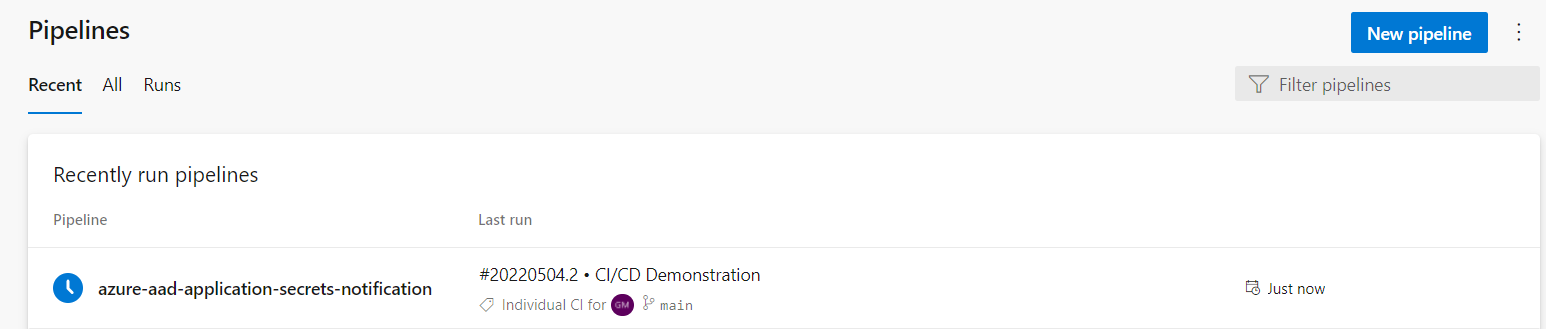 Pipelines
New pipeline
Recent All Runs
Filter pipelines
Recently run pipelines
Pipeline Last run
#20220504.2 • CI/CD Demonstration
azure-aad-application-secrets-notification
Just now
Individual CI for GM main